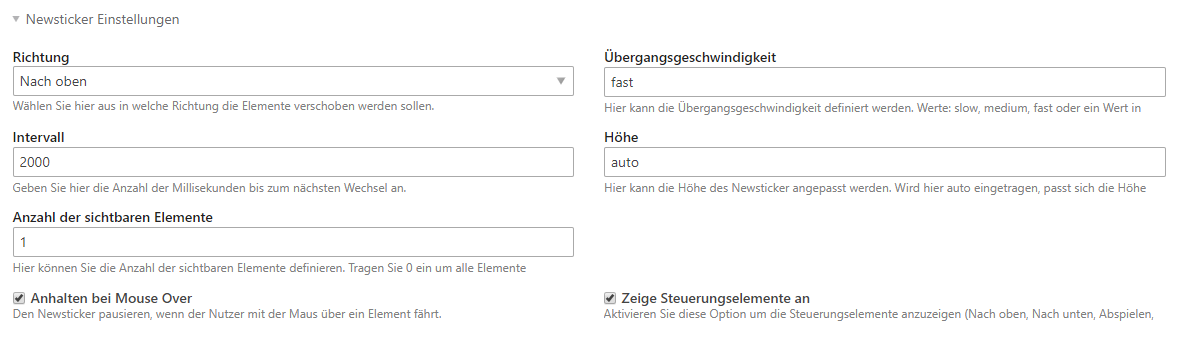 Newsticker Einstellungen
Richtung
Nach oben
Wählen Sie hier aus in welche Richtung die Elemente verschoben werden sollen.
Übergangsgeschwindigkeit
fast
Hier kann die Übergangsgeschwindigkeit definiert werden. Werte: slow, medium, fast oder ein Wert in
Intervall
2000
Geben Sie hier die Anzahl der Millisekunden bis zum nächsten Wechsel an.
Höhe
auto
Hier kann die Höhe des Newsticker angepasst werden. Wird hier auto eingetragen, passt sich die Höhe
Anzahl der sichtbaren Elemente
1
Hier können Sie die Anzahl der sichtbaren Elemente definieren. Tragen Sie 0 ein um alle Elemente
Anhalten bei Mouse Over
Den Newsticker pausieren, wenn der Nutzer mit der Maus über ein Element fährt.
Zeige Steuerungselemente an
Aktivieren Sie diese Option um die Steuerungselemente anzuzeigen (Nach oben, Nach unten, Abspielen,